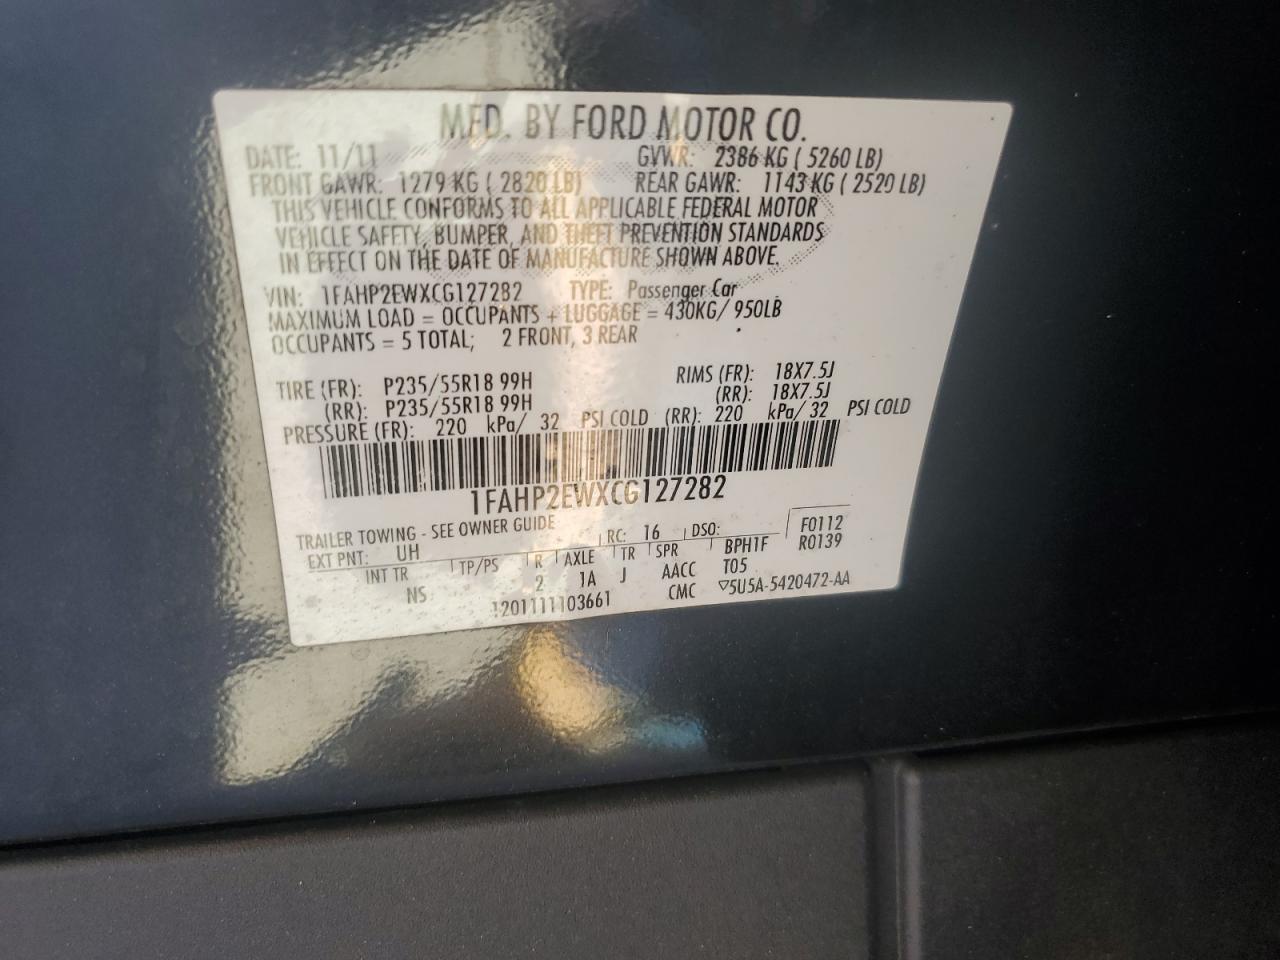 MFD. BY FORD MOTOR CO.
DATE: 11/11 GVWR: 2386 KG ( 5260 LB)
FRONT GAWR: 1279 KG ( 2820 LB) REAR GAWR: 1143 KG ( 2520 LB)
THIS VEHICLE CONFORMS TO ALL APPLICABLE FEDERAL MOTOR
VEHICLE SAFETY, BUMPER, AND THEFT PREVENTION STANDARDS
IN EFFECT ON THE DATE OF MANUFACTURE SHOWN ABOVE.
VIN: 1FAHP2EWXCG127282 TYPE: Passenger Car
MAXIMUM LOAD = OCCUPANTS + LUGGAGE = 430KG/ 950LB
OCCUPANTS = 5 TOTAL; 2 FRONT, 3 REAR
TIRE (FR): P235/55R18 99H RIMS (FR): 18X7.5J
(RR): P235/55R18 99H (RR): 18X7.5J
PRESSURE (FR): 220 kPa/ 32 PSI COLD (RR): 220 kPa/ 32 PSI COLD
1FAHP2EWXCG127282
TRAILER TOWING - SEE OWNER GUIDE RC: 16 DSO: F0112
EXT PNT: UH R0139
INT TR TP/PS R AXLE TR SPR BPH1F
NS 2 1A J AACC T05
1201111103661 CMC ▽5U5A-5420472-AA